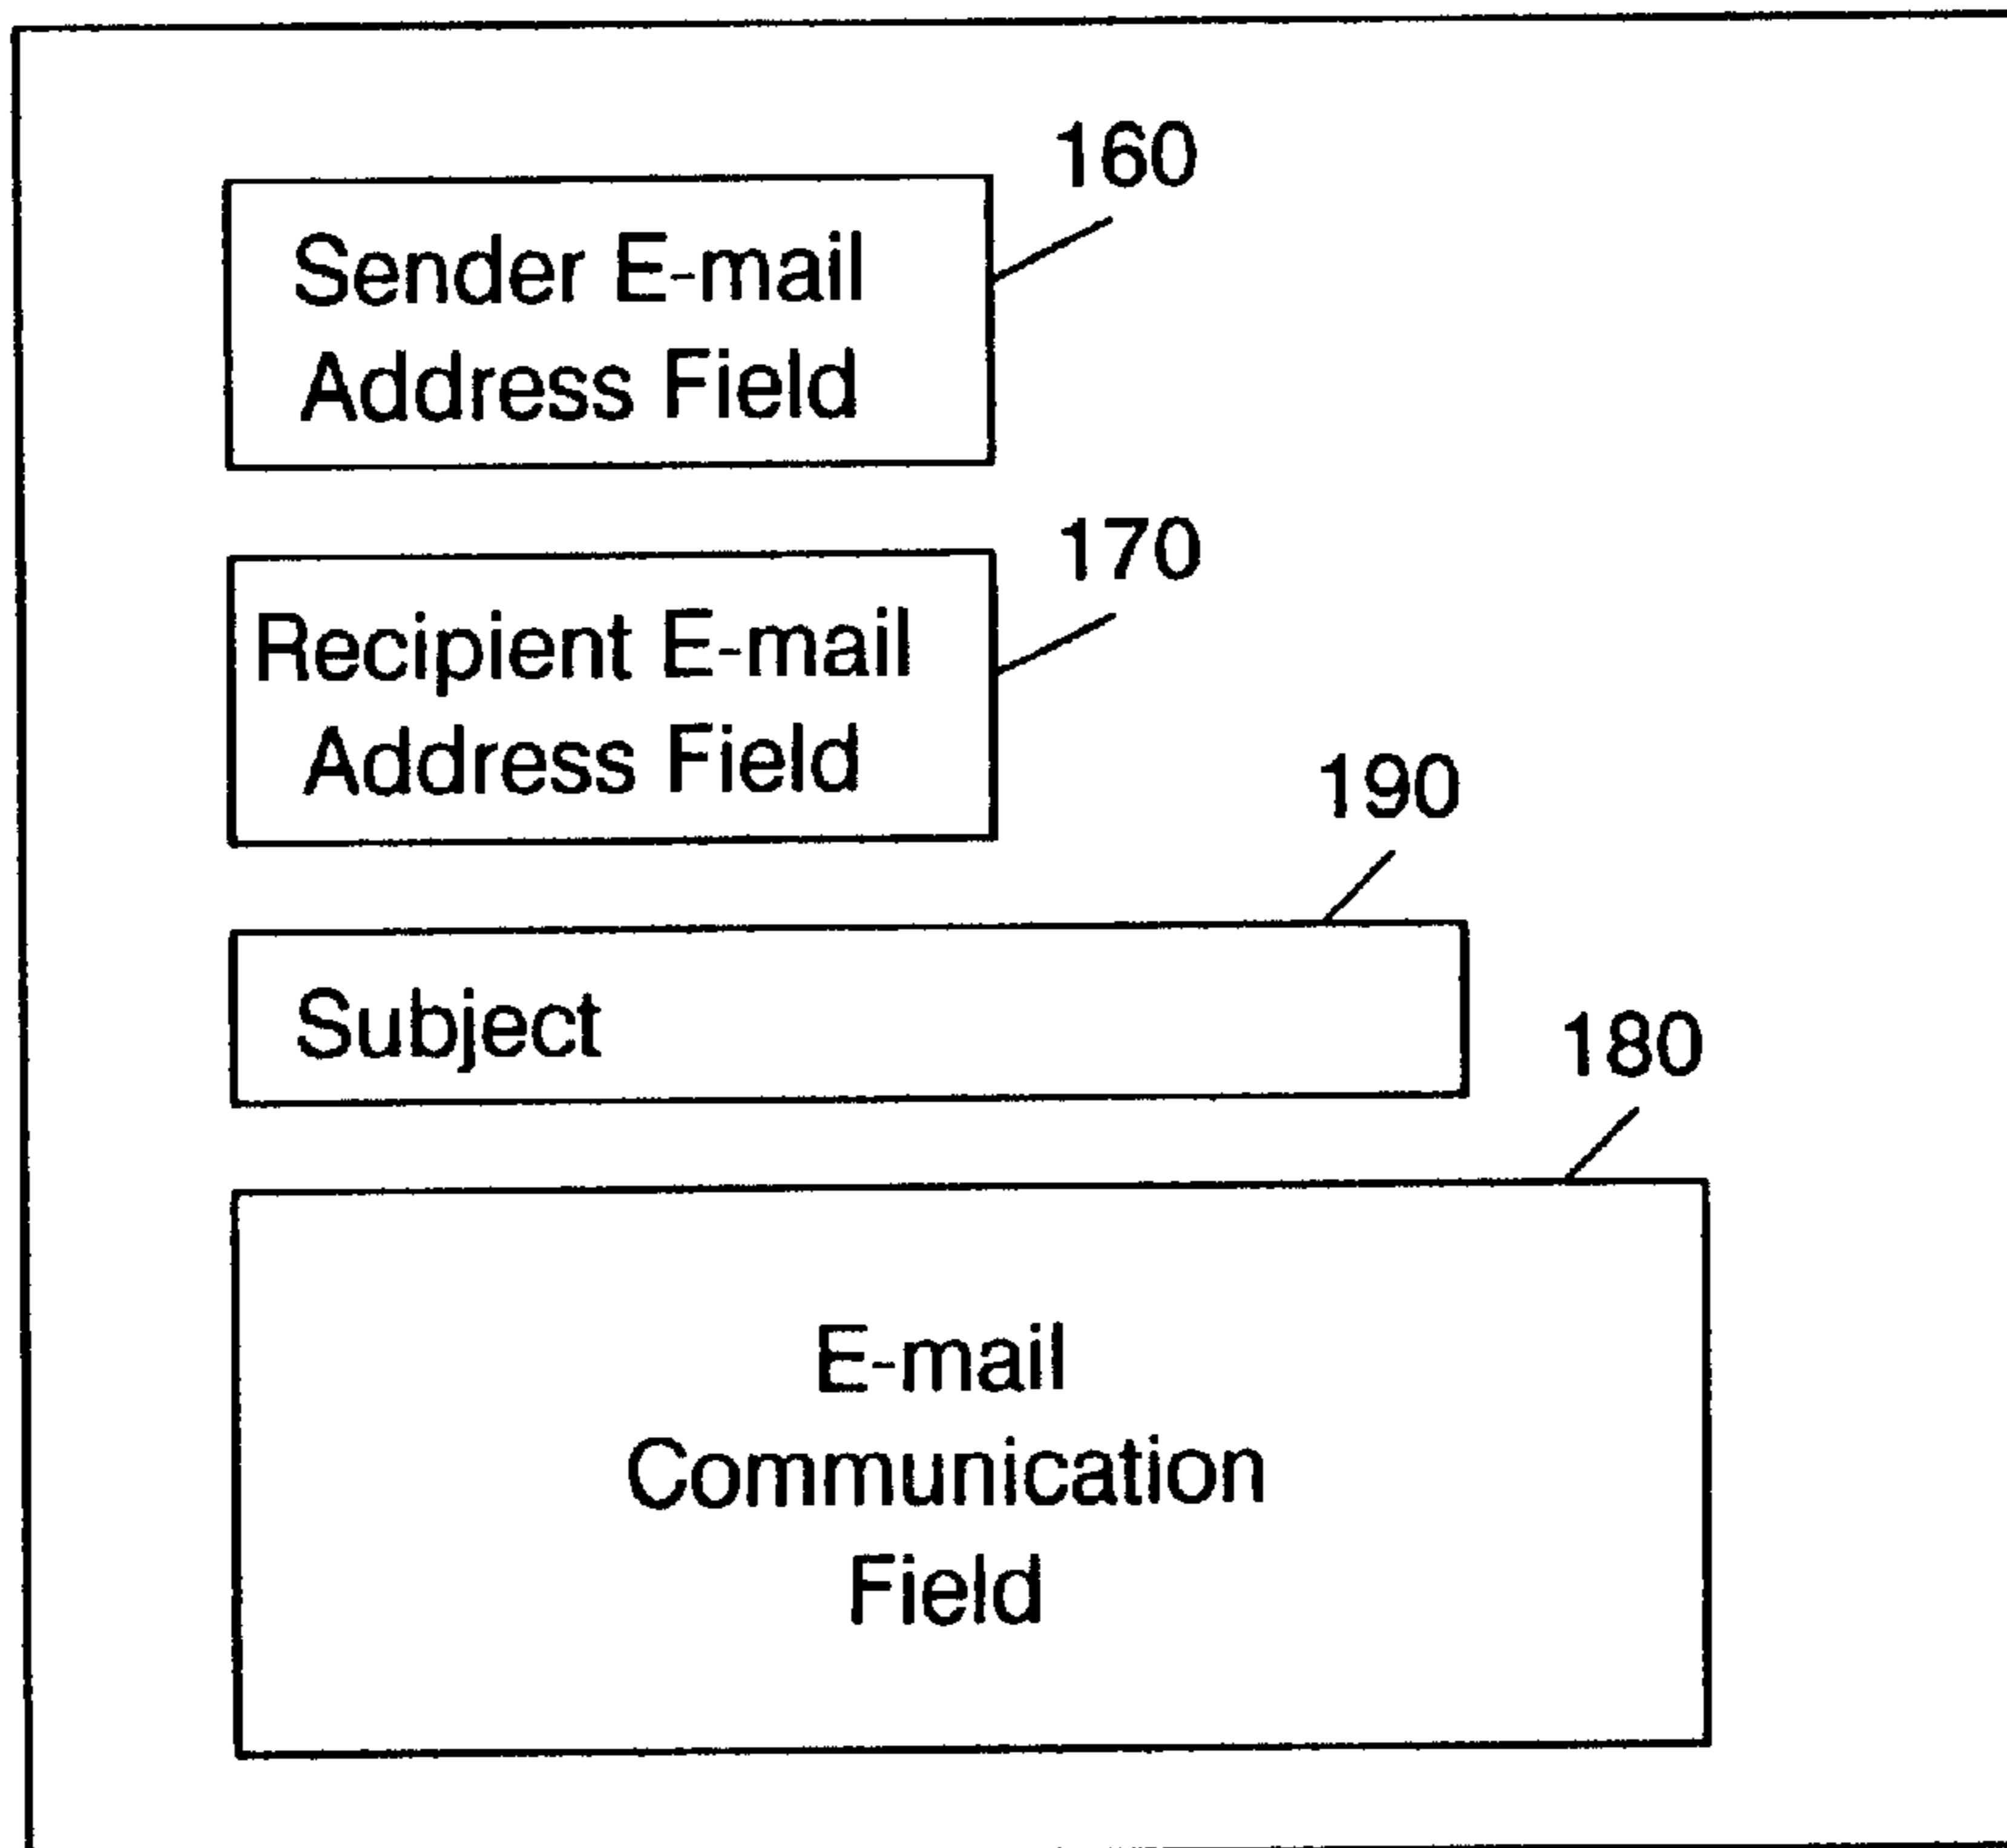 160
Sender E-mail
Address Field
170
Recipient E-mail
Address Field
190
Subject
180
E-mail
Communication
Field